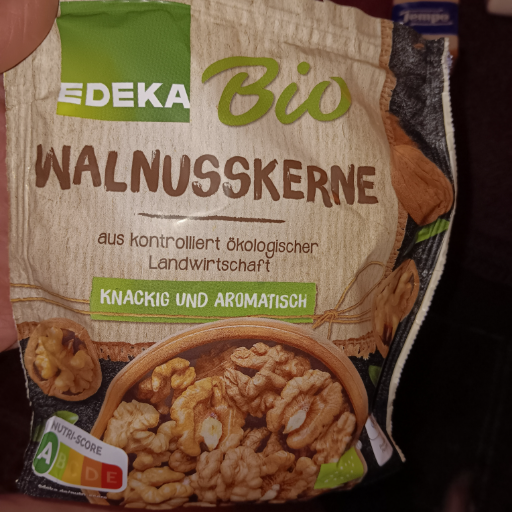 Tempo
EDEKA
Bio
WALNUSSKERNE
aus kontrolliert ökologischer
Landwirtschaft
KNACKIG UND AROMATISCH
NUTRI-SCORE
A B C D E